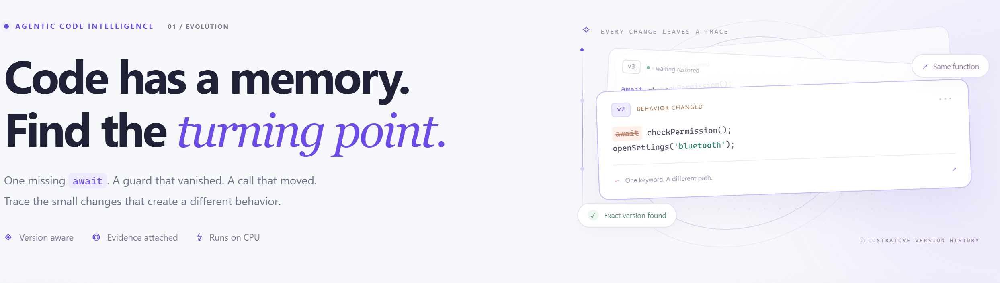 AGENTIC CODE INTELLIGENCE 01 / EVOLUTION
Code has a memory.
Find the turning point.
One missing await. A guard that vanished. A call that moved.
Trace the small changes that create a different behavior.
Version aware Evidence attached Runs on CPU
EVERY CHANGE LEAVES A TRACE
Same function
v3 waiting restored
await checkPermission();
v2 BEHAVIOR CHANGED
await checkPermission();
openSettings('bluetooth');
— One keyword. A different path.
✓ Exact version found
ILLUSTRATIVE VERSION HISTORY